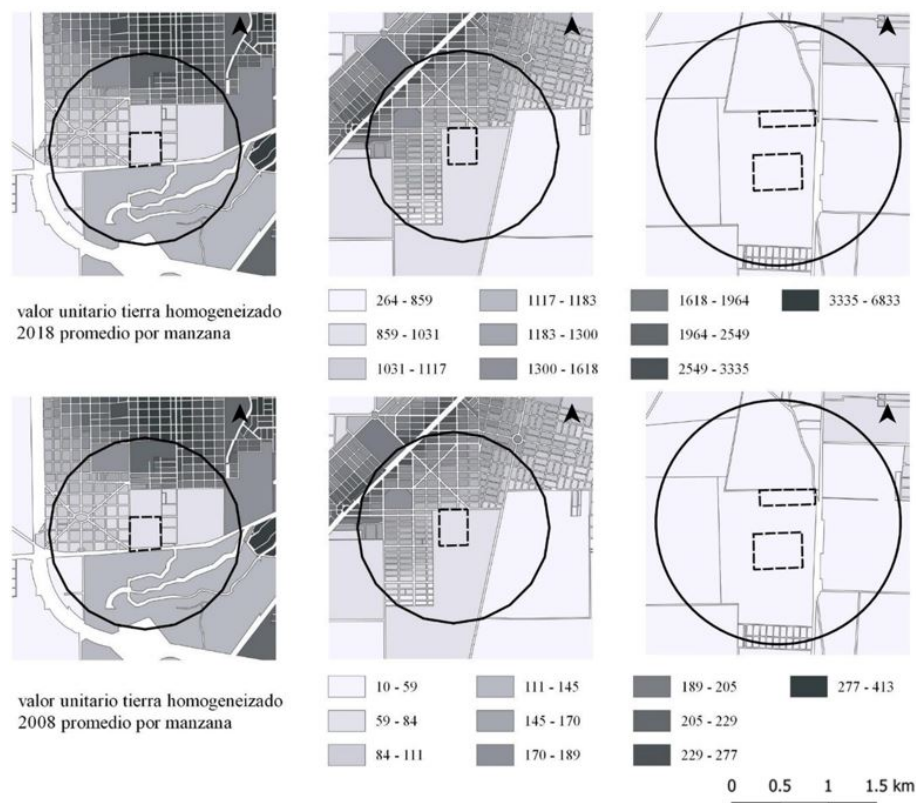 valor unitario tierra homogeneizado
2018 promedio por manzana
264 - 859
859 - 1031
1031 - 1117
1117 - 1183
1183 - 1300
1300 - 1618
1618 - 1964
1964 - 2549
2549 - 3335
3335 - 6833
valor unitario tierra homogeneizado
2008 promedio por manzana
10 - 59
59 - 84
84 - 111
111 - 145
145 - 170
170 - 189
189 - 205
205 - 229
229 - 277
277 - 413
0 0.5 1 1.5 km